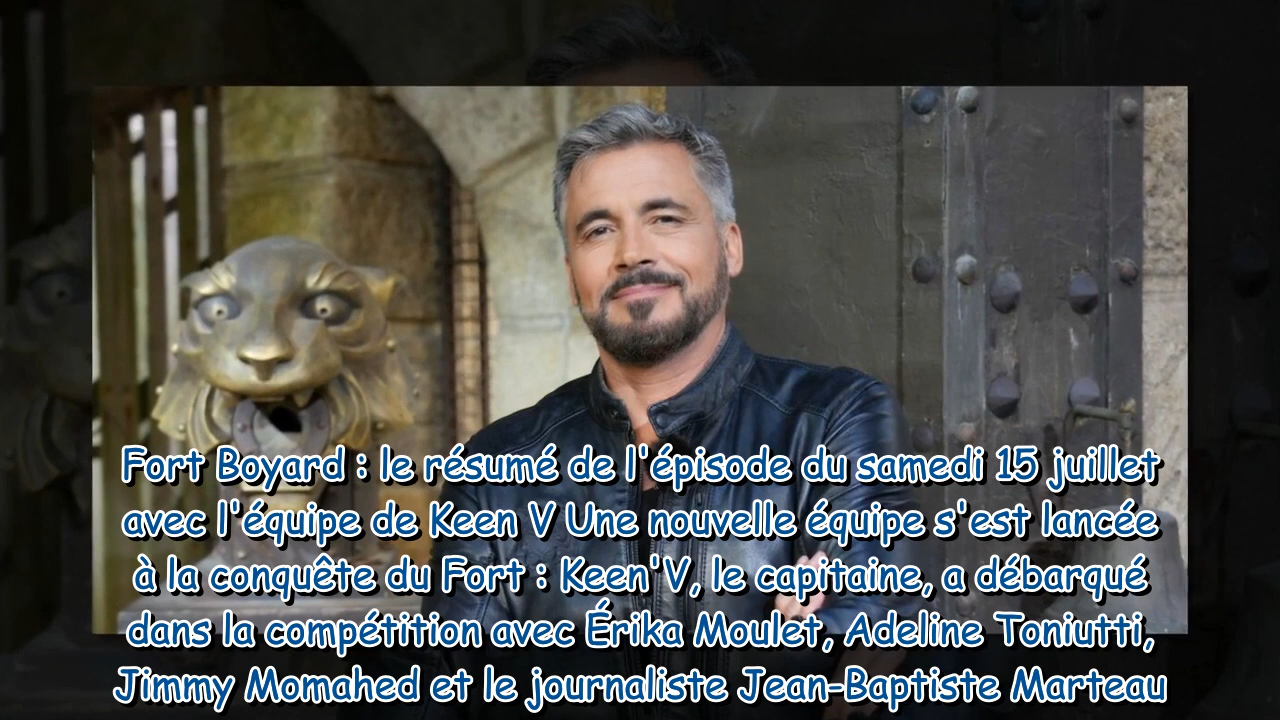 Fort Boyard : le résumé de l'épisode du samedi 15 juillet
avec l'équipe de Keen V Une nouvelle équipe s'est lancée
à la conquête du Fort : Keen'V, le capitaine, a débarqué
dans la compétition avec Érika Moulet, Adeline Toniutti,
Jimmy Momahed et le journaliste Jean-Baptiste Marteau